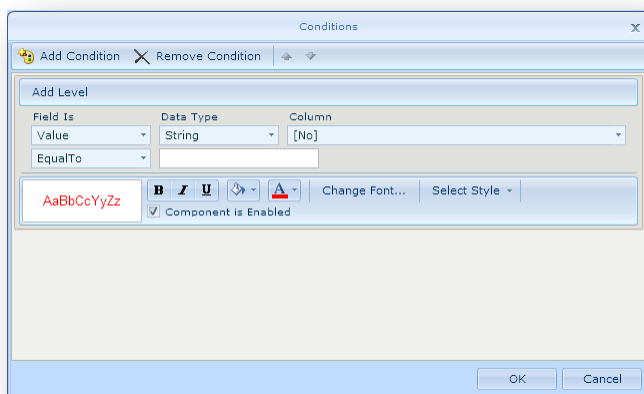 Conditions x
Add Condition Remove Condition
Add Level
Field Is Data Type Column
Value String [No]
EqualTo
AaBbCcYyZz B I U A Change Font... Select Style
Component is Enabled
OK Cancel